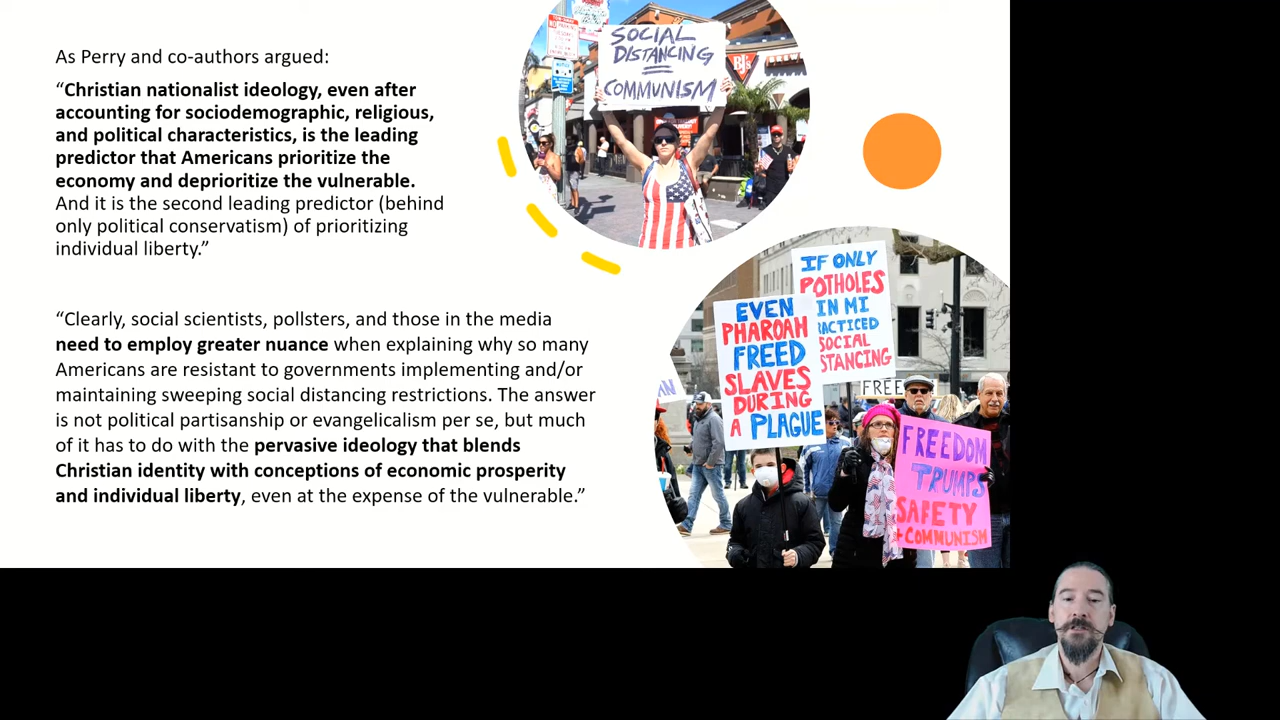 As Perry and co-authors argued:
“Christian nationalist ideology, even after
accounting for sociodemographic, religious,
and political characteristics, is the leading
predictor that Americans prioritize the
economy and deprioritize the vulnerable.
And it is the second leading predictor (behind
only political conservatism) of prioritizing
individual liberty.”
“Clearly, social scientists, pollsters, and those in the media
need to employ greater nuance when explaining why so many
Americans are resistant to governments implementing and/or
maintaining sweeping social distancing restrictions. The answer
is not political partisanship or evangelicalism per se, but much
of it has to do with the pervasive ideology that blends
Christian identity with conceptions of economic prosperity
and individual liberty, even at the expense of the vulnerable.”
SOCIAL
DISTANCING
=
COMMUNISM
BJ's
IF ONLY
POTHOLES
IN MI
RACTICED
SOCIAL
STANCING
EVEN
PHAROAH
FREED
SLAVES
DURING
A PLAGUE
FREE
FREEDOM
TRUMPS
SAFETY
+COMMUNISM